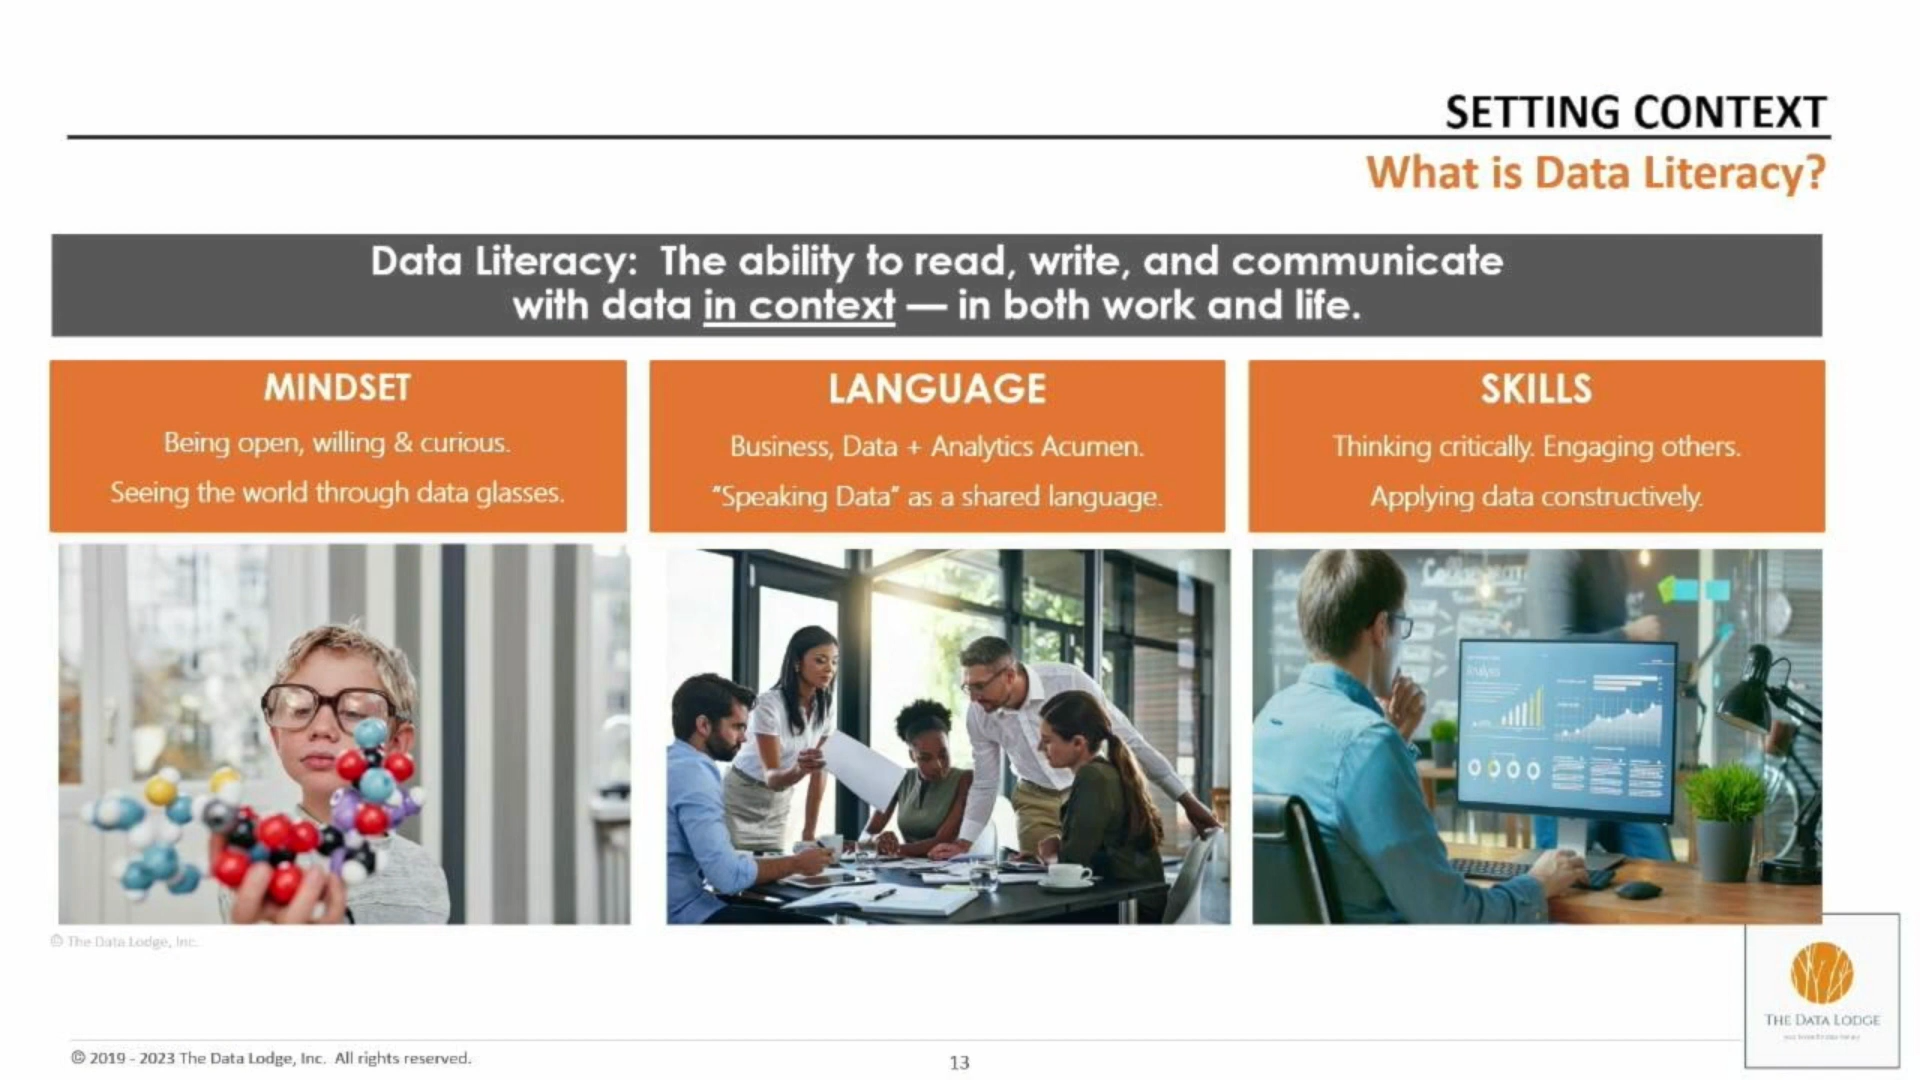 SETTING CONTEXT
What is Data Literacy?
Data Literacy: The ability to read, write, and communicate
with data in context — in both work and life.
MINDSET
Being open, willing & curious.
Seeing the world through data glasses.
LANGUAGE
Business, Data + Analytics Acumen.
"Speaking Data" as a shared language.
SKILLS
Thinking critically. Engaging others.
Applying data constructively.
© The Data Lodge, Inc.
THE DATA LODGE
© 2019 - 2023 The Data Lodge, Inc. All rights reserved.
13